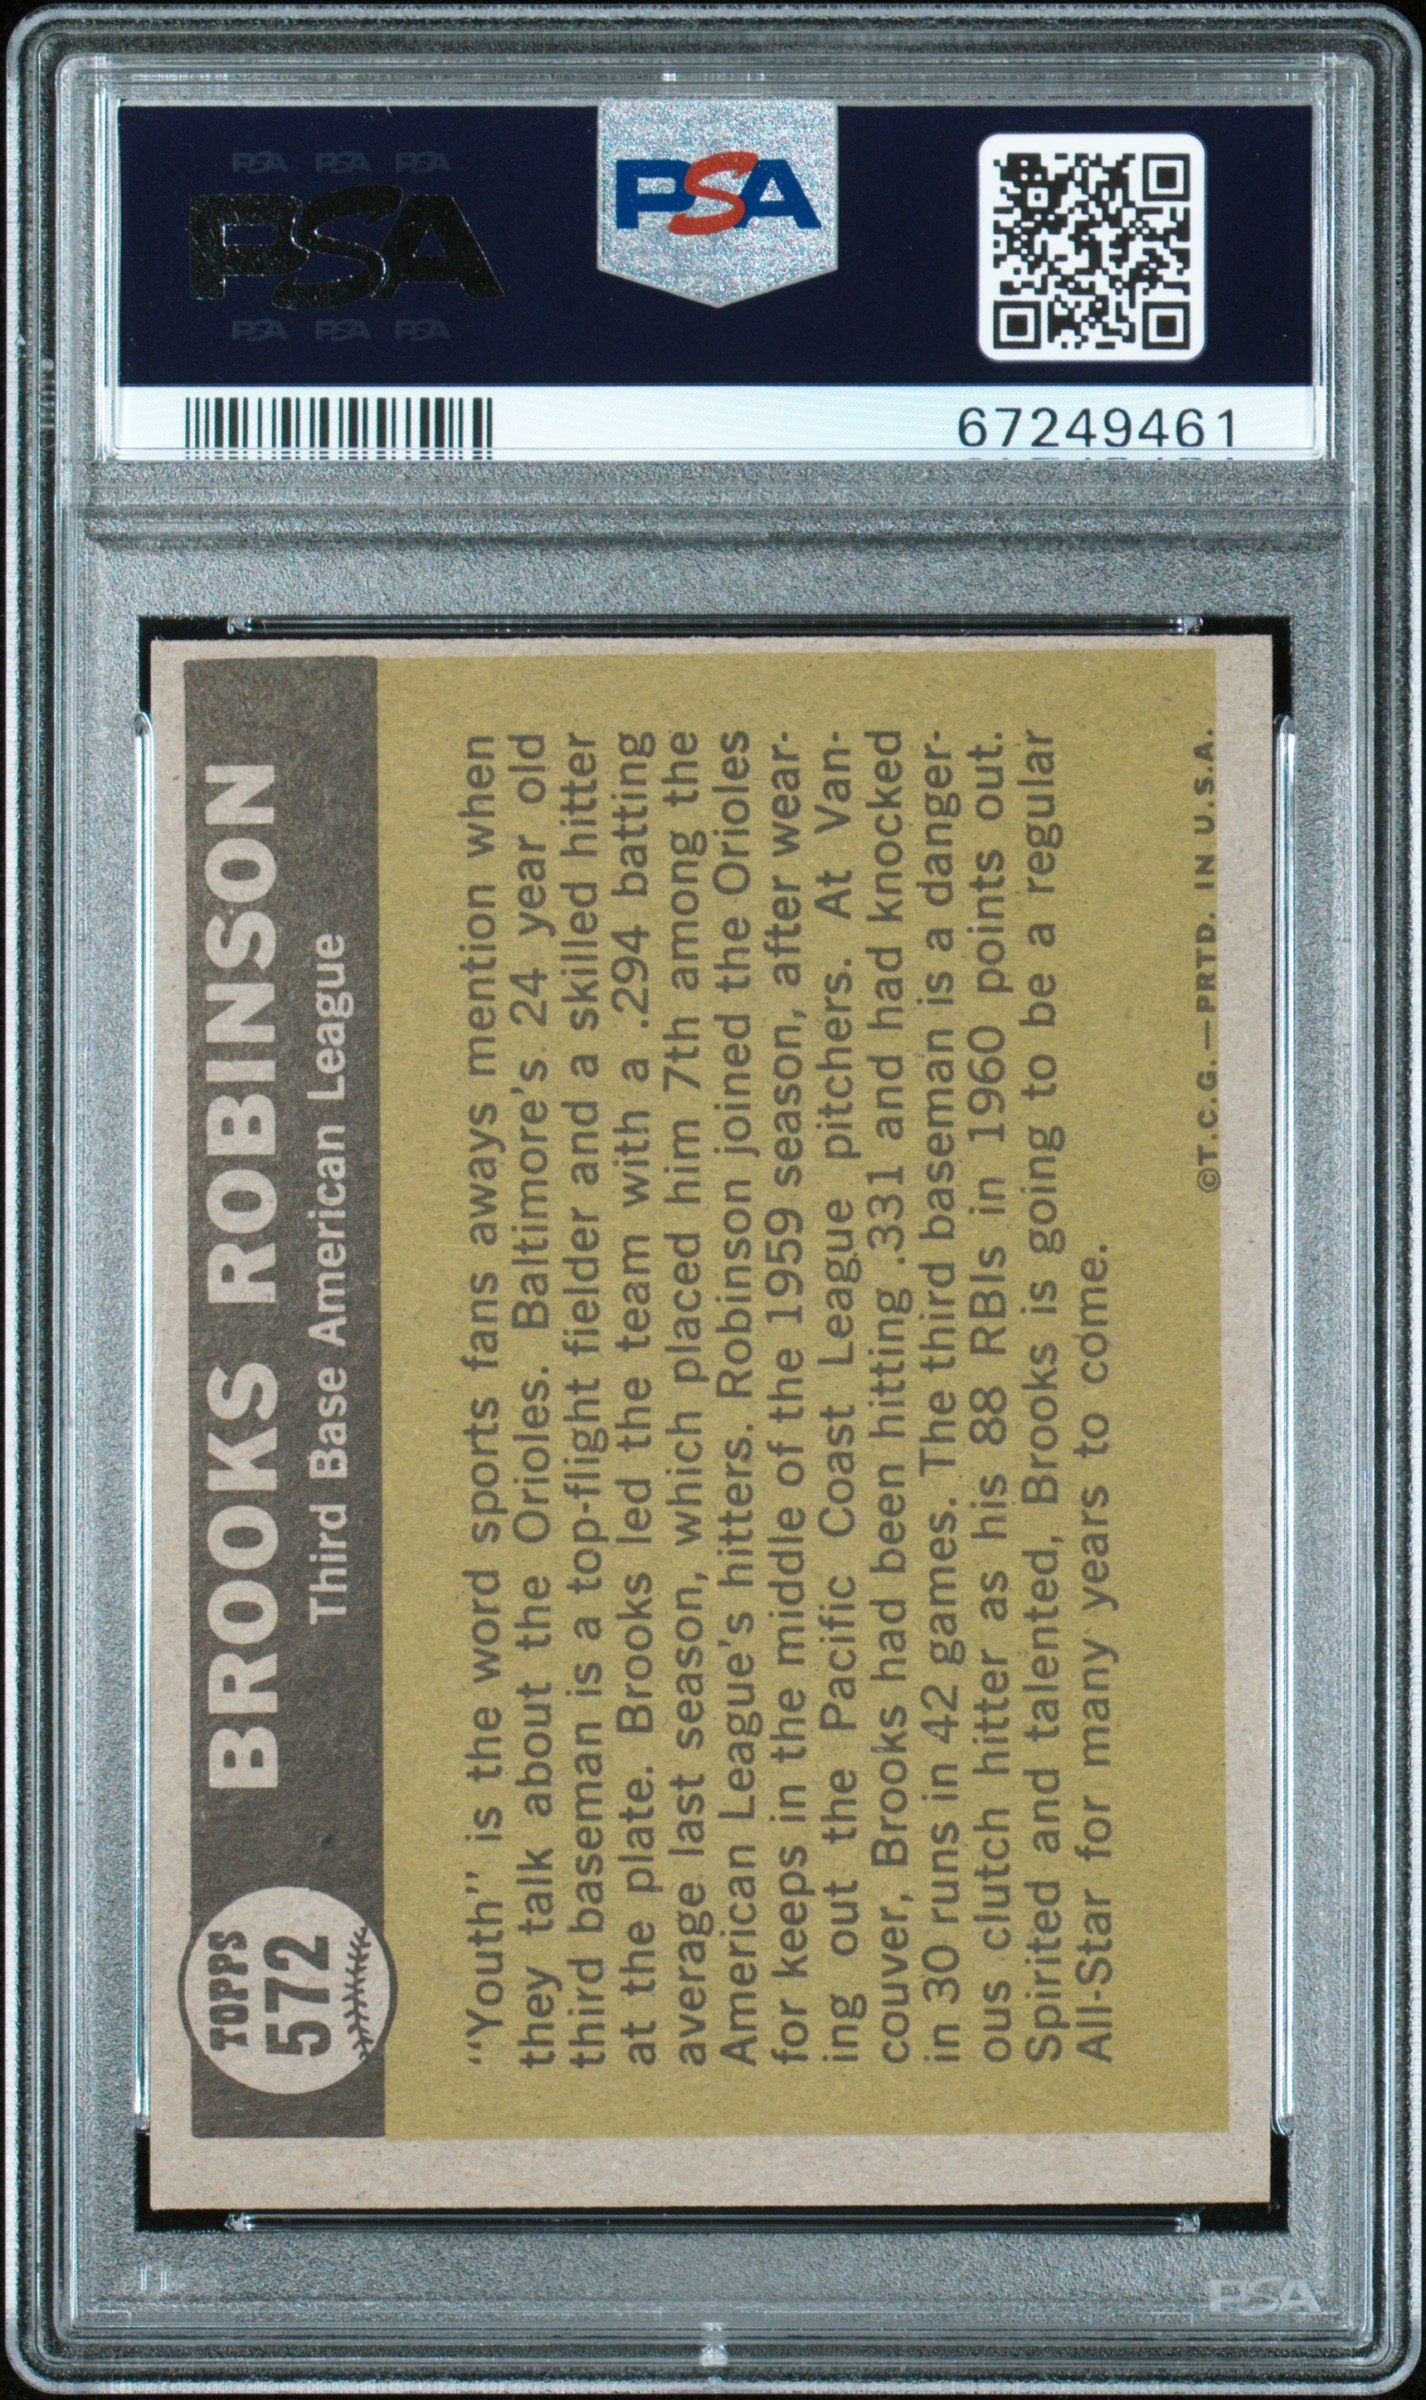 PSA PSA PSA
PSA
PSA PSA PSA
PSA
67249461
TOPPS
572
BROOKS ROBINSON
Third Base American League
"Youth" is the word sports fans aways mention when
they talk about the Orioles. Baltimore's 24 year old
third baseman is a top-flight fielder and a skilled hitter
at the plate. Brooks led the team with a .294 batting
average last season, which placed him 7th among the
American League's hitters. Robinson joined the Orioles
for keeps in the middle of the 1959 season, after wear-
ing out the Pacific Coast League pitchers. At Van-
couver, Brooks had been hitting .331 and had knocked
in 30 runs in 42 games. The third baseman is a danger-
ous clutch hitter as his 88 RBIs in 1960 points out.
Spirited and talented, Brooks is going to be a regular
All-Star for many years to come.
©T.C.G.—PRTD. IN U.S.A.
PSA